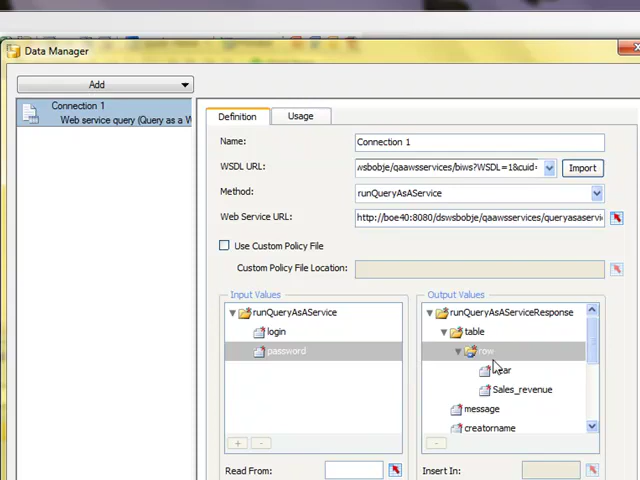 Data Manager
Add
Connection 1
Web service query (Query as a W
Definition
Usage
Name:
Connection 1
WSDL URL:
wsbobje/qaawsservices/biws?WSDL=1&cuid=
Import
Method:
runQueryAsAService
Web Service URL:
http://boe40:8080/dswsbobje/qaawsservices/queryasaservi
Use Custom Policy File
Custom Policy File Location:
Input Values
runQueryAsAService
login
password
Output Values
runQueryAsAServiceResponse
table
row
Sales_revenue
message
creatorname
Read From:
Insert In: